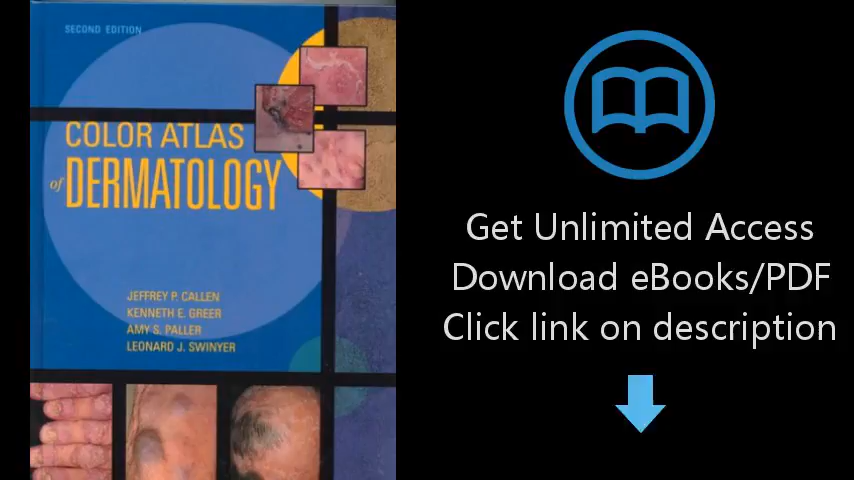 SECOND EDITION
COLOR ATLAS
of DERMATOLOGY
JEFFREY P. CALLEN
KENNETH E. GREER
AMY S. PALLER
LEONARD J. SWINYER
Get Unlimited Access
Download eBooks/PDF
Click link on description